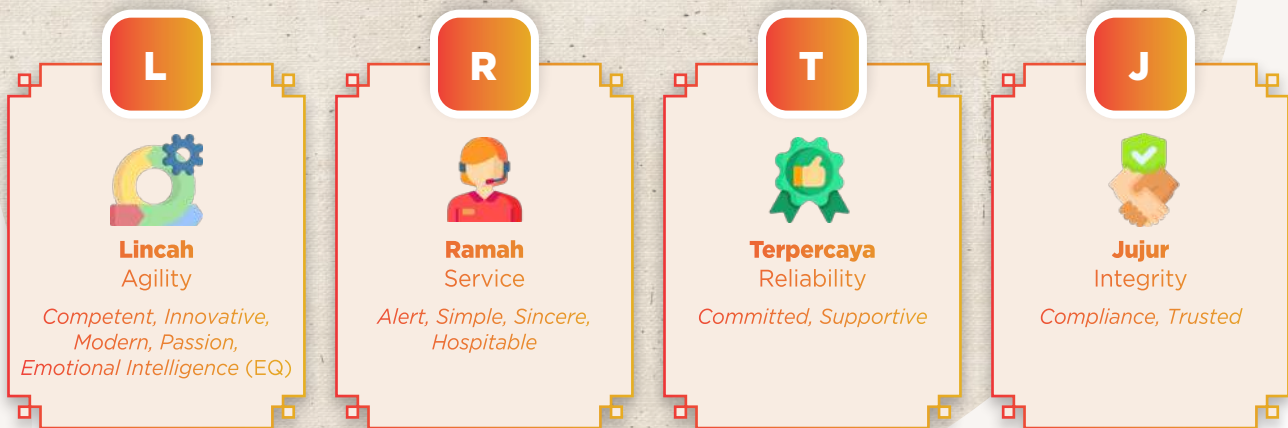 L
Lincah
Agility
Competent, Innovative,
Modern, Passion,
Emotional Intelligence (EQ)
R
Ramah
Service
Alert, Simple, Sincere,
Hospitable
T
Terpercaya
Reliability
Committed, Supportive
J
Jujur
Integrity
Compliance, Trusted